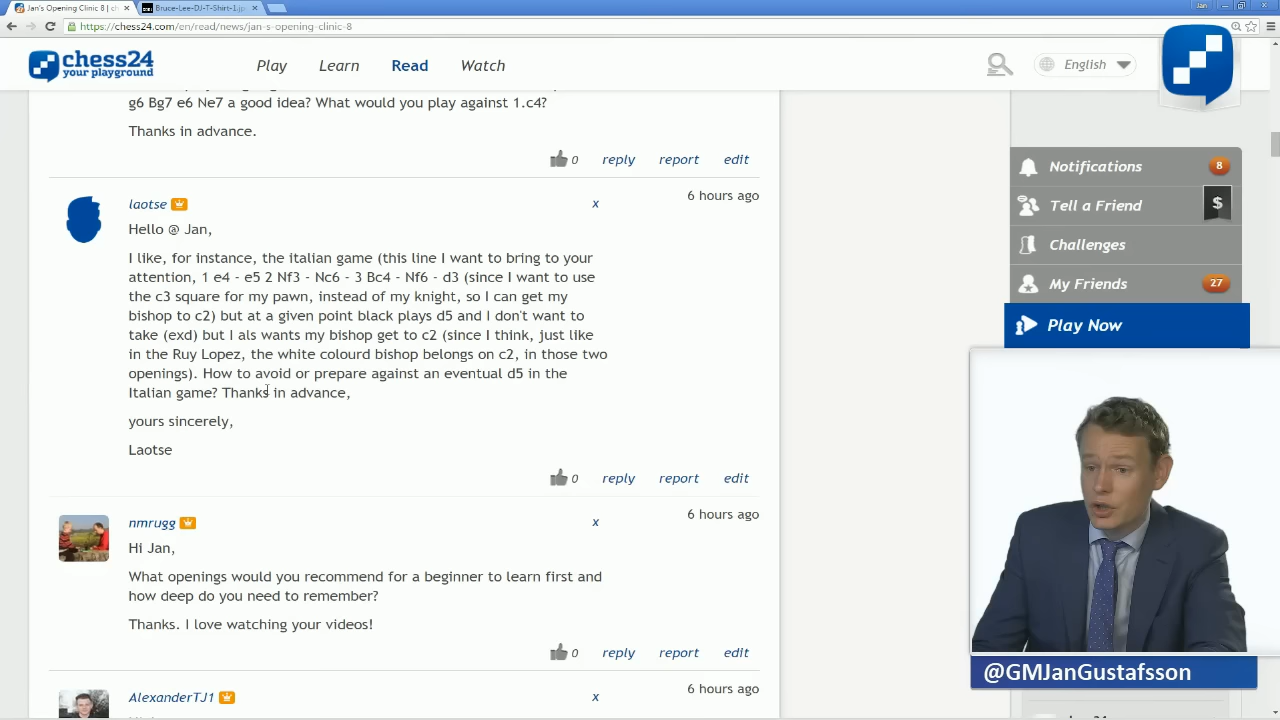 Jan's Opening Clinic 8 | ch
Bruce-Lee-DJ-T-Shirt-1.jp
Jan
https://chess24.com/en/read/news/jan-s-opening-clinic-8
chess24
your playground
Play
Learn
Read
Watch
English
g6 Bg7 e6 Ne7 a good idea? What would you play against 1.c4?
Thanks in advance.
0 reply report edit
laotse
x
6 hours ago
Hello @ Jan,
I like, for instance, the italian game (this line I want to bring to your
attention, 1 e4 - e5 2 Nf3 - Nc6 - 3 Bc4 - Nf6 - d3 (since I want to use
the c3 square for my pawn, instead of my knight, so I can get my
bishop to c2) but at a given point black plays d5 and I don't want to
take (exd) but I als wants my bishop get to c2 (since I think, just like
in the Ruy Lopez, the white colourd bishop belongs on c2, in those two
openings). How to avoid or prepare against an eventual d5 in the
Italian game? Thanks in advance,
yours sincerely,
Laotse
0 reply report edit
nmrugg
x
6 hours ago
Hi Jan,
What openings would you recommend for a beginner to learn first and
how deep do you need to remember?
Thanks. I love watching your videos!
0 reply report edit
AlexanderTJ1
x
6 hours ago
Notifications 8
Tell a Friend $
Challenges
My Friends 27
Play Now
@GMJanGustafsson